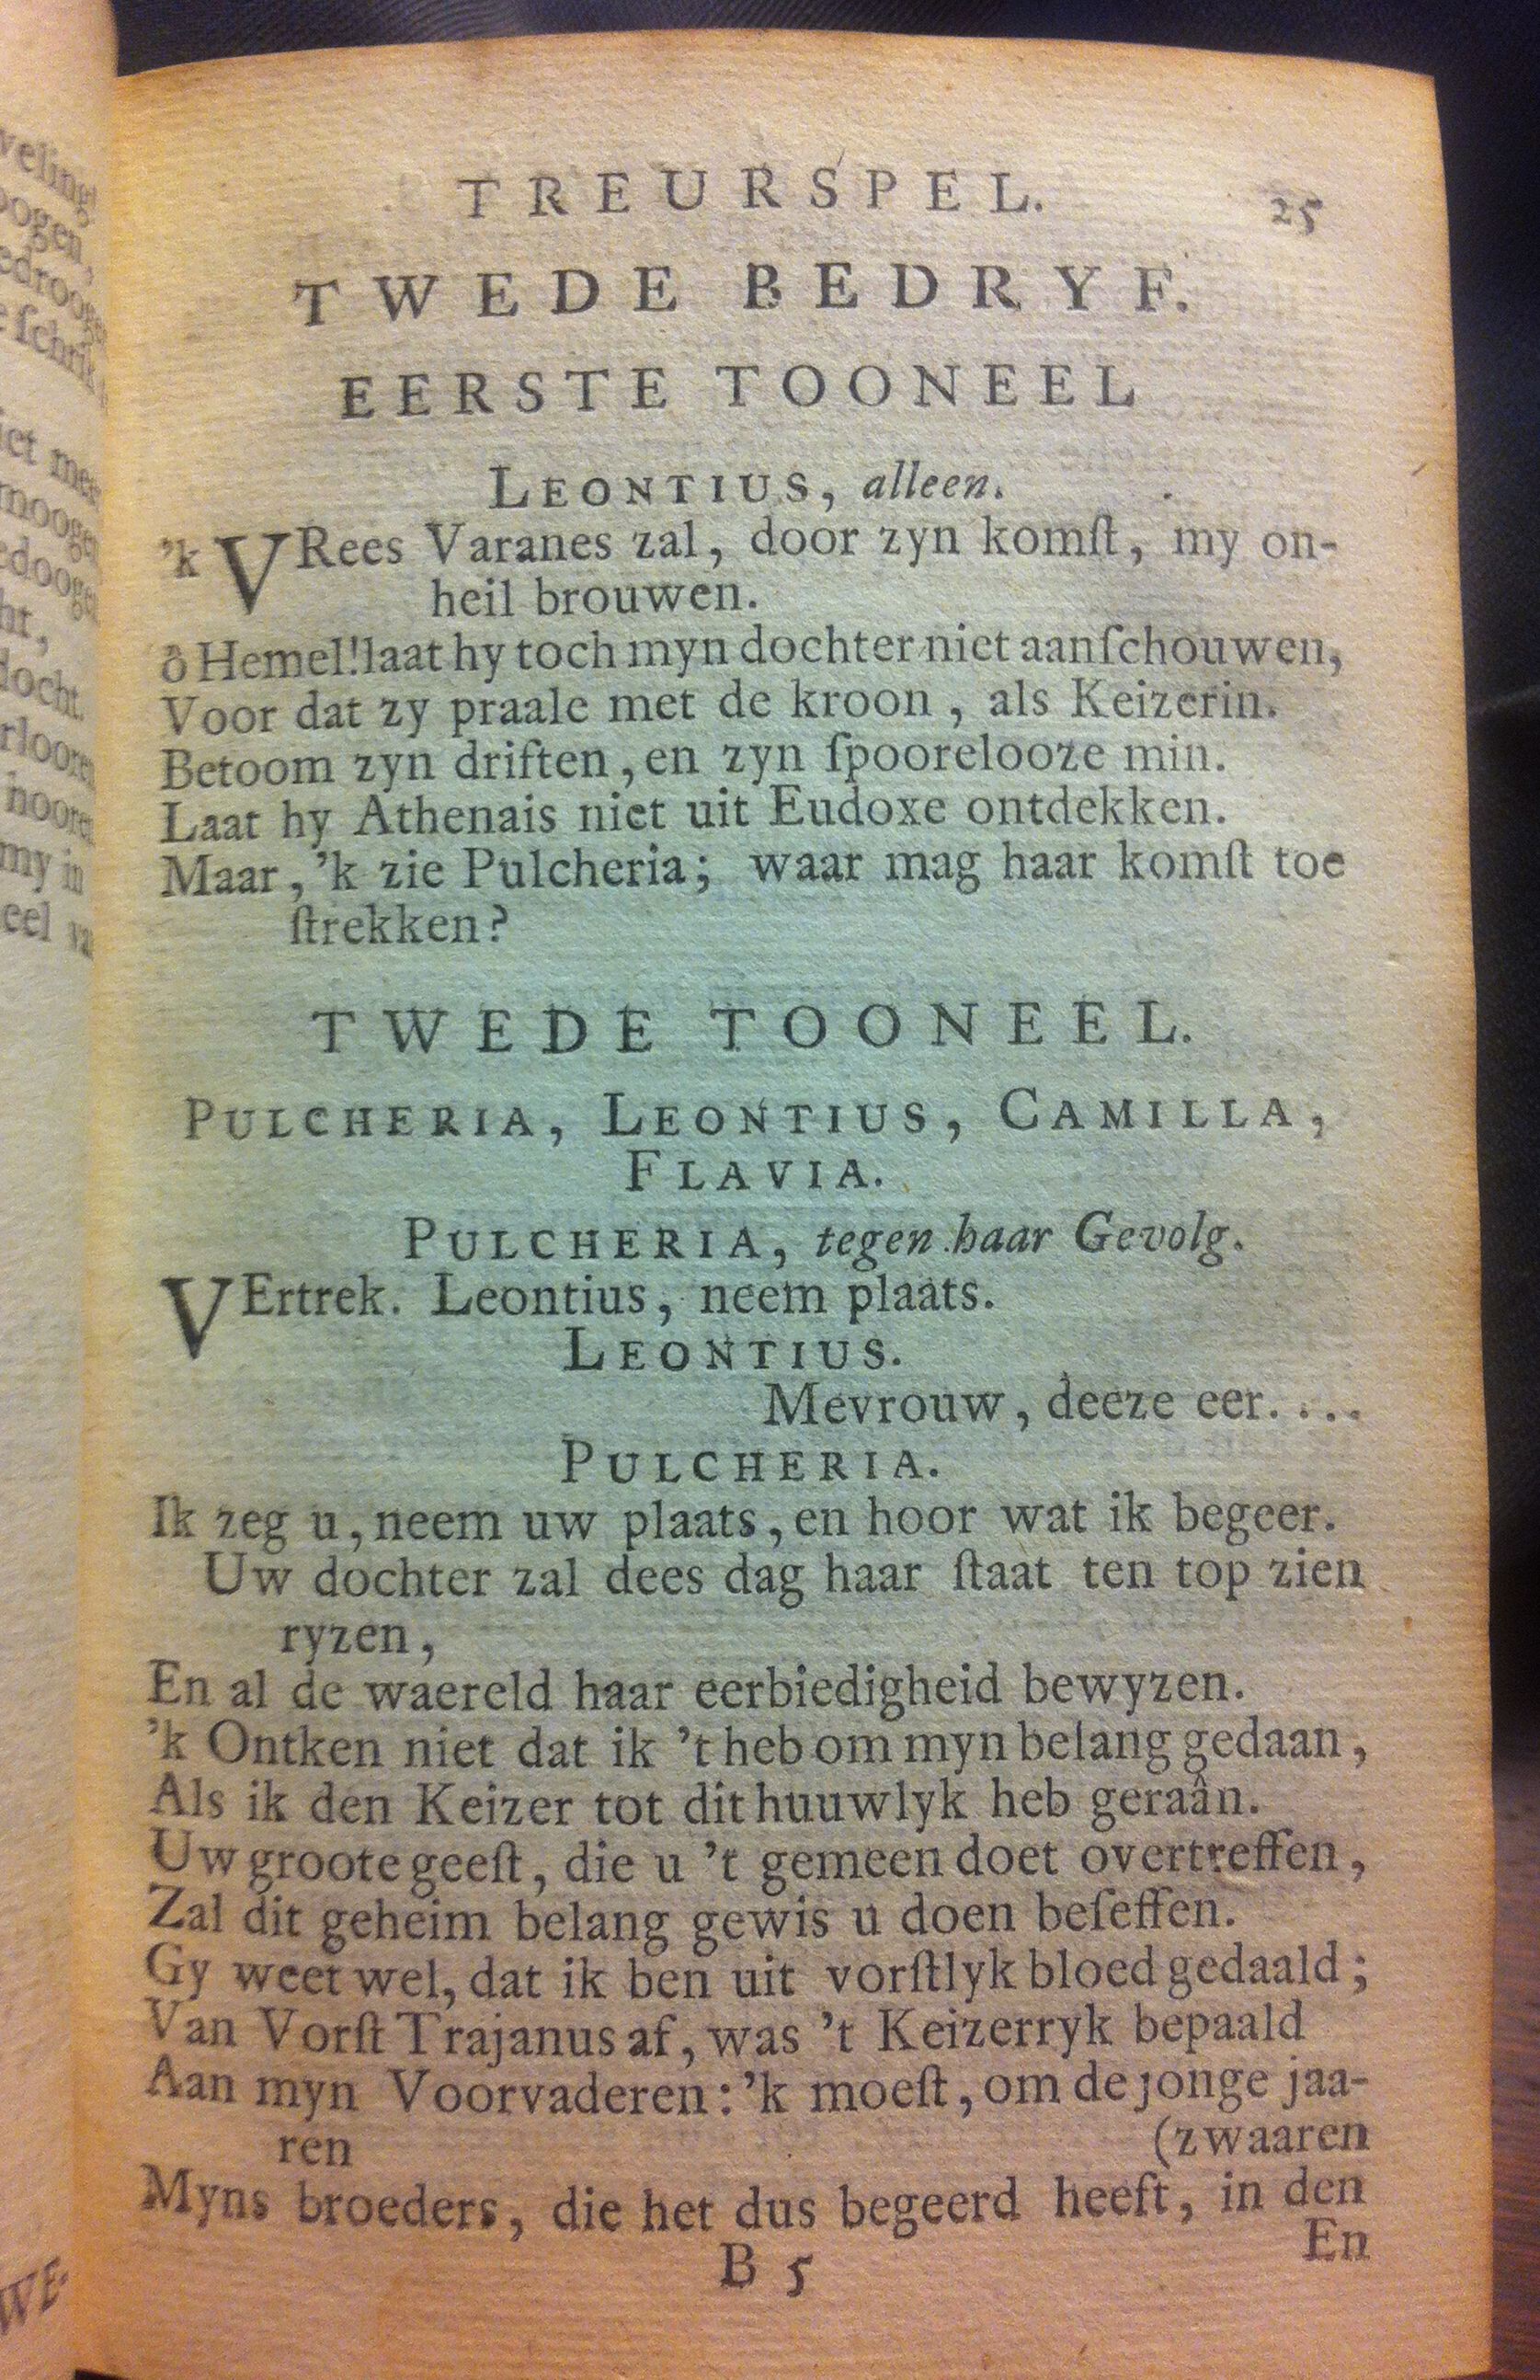 TREURSPEL. 25
TWEDE BEDRYF.
EERSTE TOONEEL
LEONTIUS, alleen.
'k VRees Varanes zal, door zyn komſt, my on-
heil brouwen.
ô Hemel! laat hy toch myn dochter niet aanſchouwen,
Voor dat zy praale met de kroon, als Keizerin.
Betoom zyn driften, en zyn ſpoorelooze min.
Laat hy Athenais niet uit Eudoxe ontdekken.
Maar, 'k zie Pulcheria; waar mag haar komſt toe
ſtrekken?
TWEDE TOONEEL.
PULCHERIA, LEONTIUS, CAMILLA,
FLAVIA.
PULCHERIA, tegen haar Gevolg.
VErtrek. Leontius, neem plaats.
LEONTIUS.
Mevrouw, deeze eer....
PULCHERIA.
Ik zeg u, neem uw plaats, en hoor wat ik begeer.
Uw dochter zal dees dag haar ſtaat ten top zien
ryzen,
En al de waereld haar eerbiedigheid bewyzen.
'k Ontken niet dat ik 't heb om myn belang gedaan,
Als ik den Keizer tot dit huuwlyk heb geraân.
Uw groote geeſt, die u 't gemeen doet overtreffen,
Zal dit geheim belang gewis u doen beſeffen.
Gy weet wel, dat ik ben uit vorſtlyk bloed gedaald;
Van Vorſt Trajanus af, was 't Keizerryk bepaald
Aan myn Voorvaderen: 'k moeſt, om de jonge jaa-
ren (zwaaren
Myns broeders, die het dus begeerd heeft, in den
B 5 En